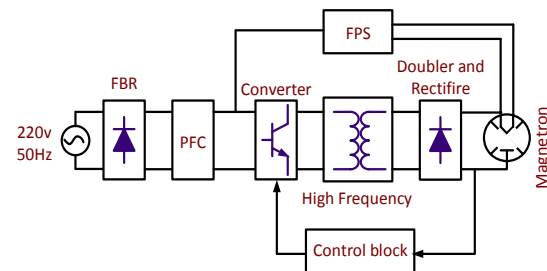 FPS
FBR
Converter
Doubler and
Rectifire
220v
50Hz
PFC
Magnetron
High Frequency
Control block